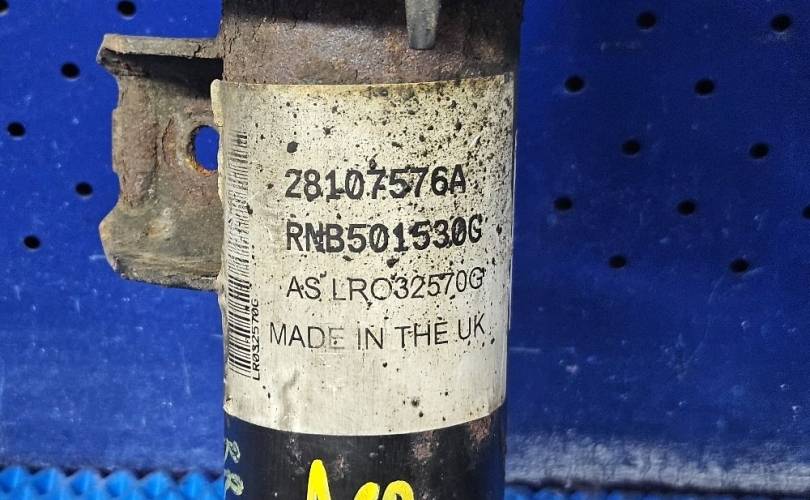 28107576A
RNB501530G
AS LR032570G
MADE IN THE UK
LR032570G